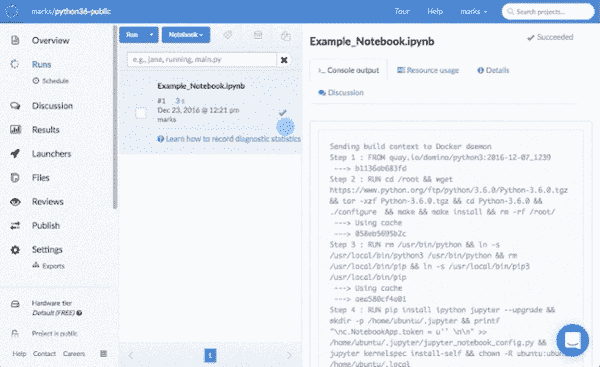 marks/python36-public
Tour
Help
marks
Search projects...
Overview
Runs
Schedule
Discussion
Results
Launchers
Files
Reviews
Publish
Settings
Exports
Hardware tier
Default (FREE)
Project is public
Help Contact Careers
Run
Notebook
e.g., jane, running, main.py
Example_Notebook.ipynb
#1 3 s
Dec 23, 2016 @ 12:21 pm
marks
Learn how to record diagnostic statistics
1
Example_Notebook.ipynb
Succeeded
>_ Console output
Resource usage
Details
Discussion
Sending build context to Docker daemon
Step 1 : FROM quay.io/domino/python3:2016-12-07_1239
---> b1136ab683fd
Step 2 : RUN cd /root && wget
https://www.python.org/ftp/python/3.6.0/Python-3.6.0.tgz
&& tar -xzf Python-3.6.0.tgz && cd Python-3.6.0 &&
./configure && make && make install && rm -rf /root/
---> Using cache
---> 058eb5695b2c
Step 3 : RUN rm /usr/bin/python && ln -s
/usr/local/bin/python3 /usr/bin/python && rm
/usr/local/bin/pip && ln -s /usr/local/bin/pip3
/usr/local/bin/pip
---> Using cache
---> aea580cf4a01
Step 4 : RUN pip install ipython jupyter --upgrade &&
mkdir -p /home/ubuntu/.jupyter && printf
"\nc.NotebookApp.token = u'' \n\n" >>
/home/ubuntu/.jupyter/jupyter_notebook_config.py &&
jupyter kernelspec install-self && chown -R ubuntu:ubuntu
/home/ubuntu/.local